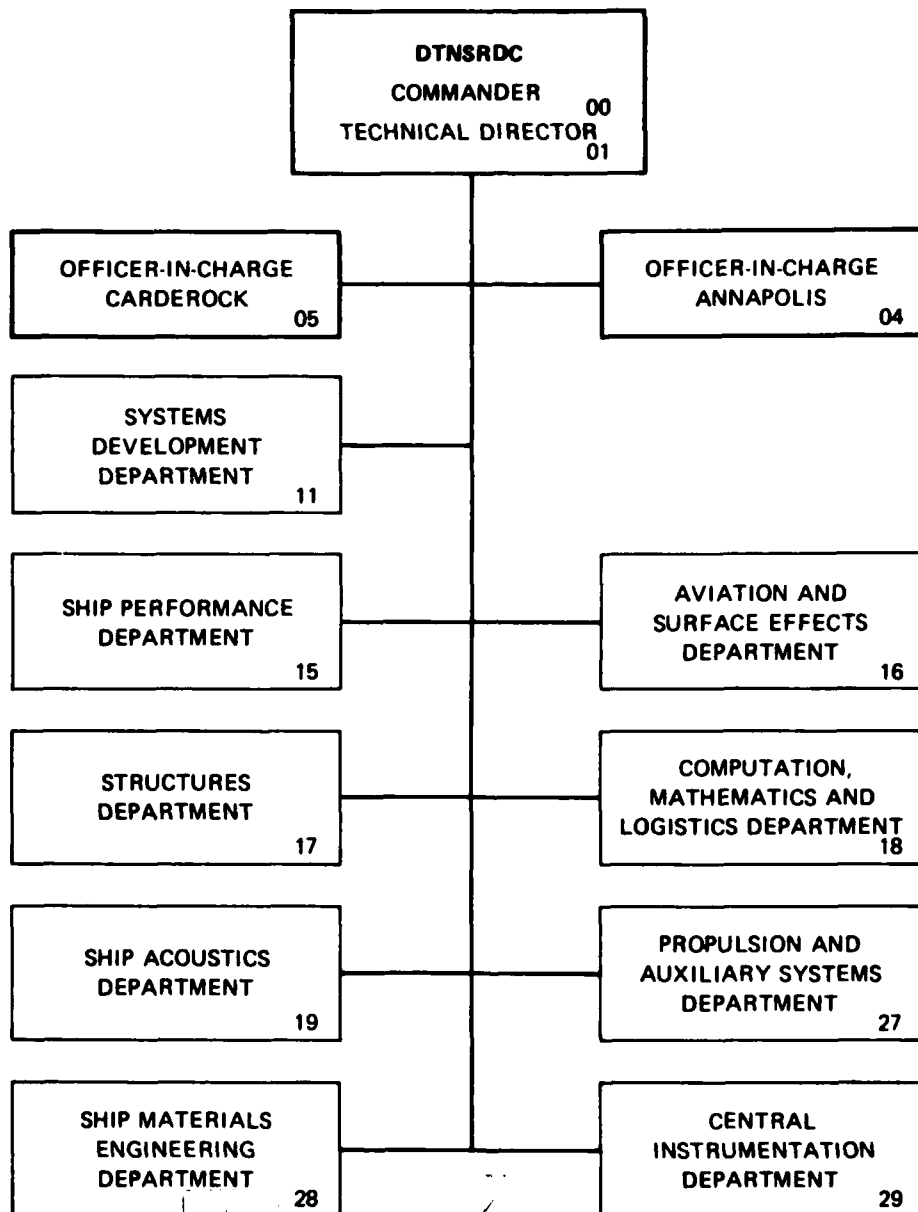 DTNSRDC
COMMANDER
00
TECHNICAL DIRECTOR
01
OFFICER-IN-CHARGE
CARDEROCK
05
OFFICER-IN-CHARGE
ANNAPOLIS
04
SYSTEMS
DEVELOPMENT
DEPARTMENT
11
SHIP PERFORMANCE
DEPARTMENT
15
AVIATION AND
SURFACE EFFECTS
DEPARTMENT
16
STRUCTURES
DEPARTMENT
17
COMPUTATION,
MATHEMATICS AND
LOGISTICS DEPARTMENT
18
SHIP ACOUSTICS
DEPARTMENT
19
PROPULSION AND
AUXILIARY SYSTEMS
DEPARTMENT
27
SHIP MATERIALS
ENGINEERING
DEPARTMENT
28
CENTRAL
INSTRUMENTATION
DEPARTMENT
29